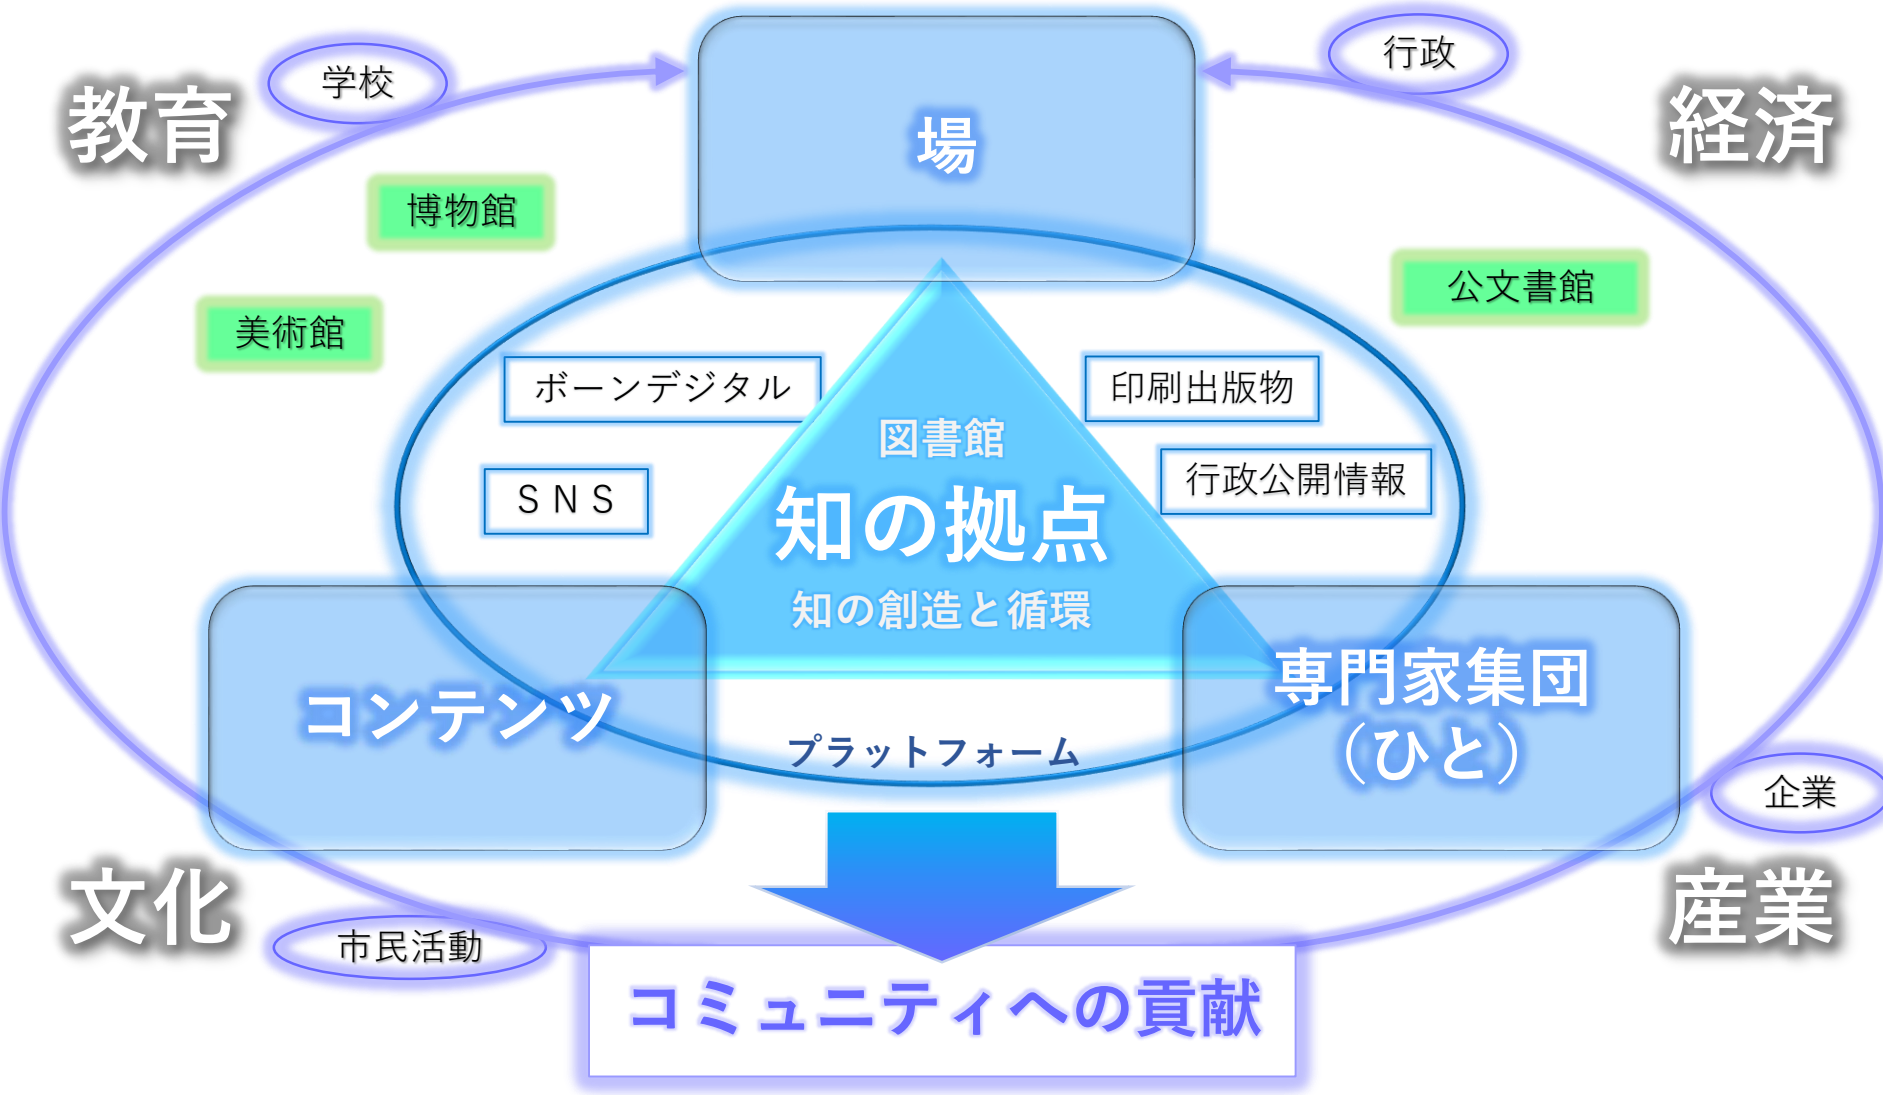 学校
行政
教育
経済
場
博物館
公文書館
美術館
ボーンデジタル
印刷出版物
図書館
行政公開情報
ＳＮＳ
知の拠点
知の創造と循環
コンテンツ
専門家集団
（ひと）
プラットフォーム
企業
文化
産業
市民活動
コミュニティへの貢献